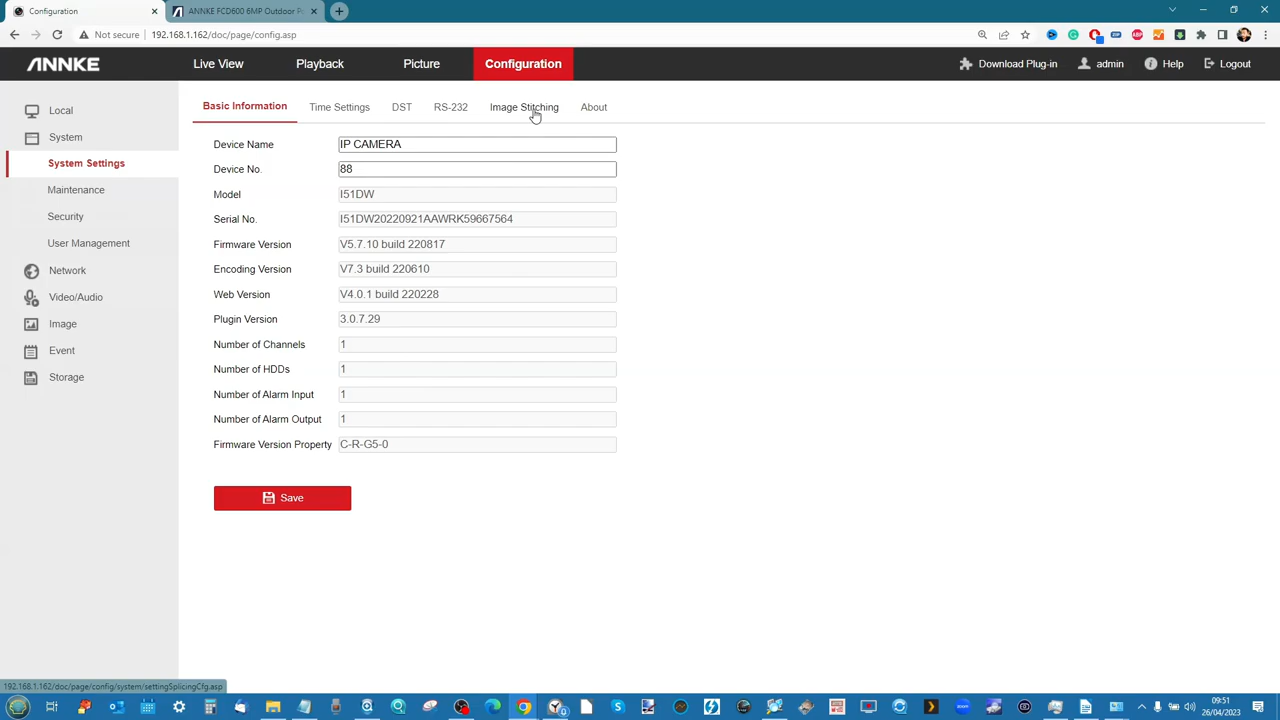 Configuration
ANNKE FCD600 6MP Outdoor P
Not secure 192.168.1.162/doc/page/config.asp
ANNKE Live View Playback Picture Configuration Download Plug-in admin Help Logout
Basic Information Time Settings DST RS-232 Image Stitching About
Local
System
System Settings
Maintenance
Security
User Management
Network
Video/Audio
Image
Event
Storage
Device Name IP CAMERA
Device No. 88
Model I51DW
Serial No. I51DW20220921AAWRK59667564
Firmware Version V5.7.10 build 220817
Encoding Version V7.3 build 220610
Web Version V4.0.1 build 220228
Plugin Version 3.0.7.29
Number of Channels 1
Number of HDDs 1
Number of Alarm Input 1
Number of Alarm Output 1
Firmware Version Property C-R-G5-0
Save
192.168.1.162/doc/page/config/system/settingSplicingCfg.asp
09:51
26/04/2023